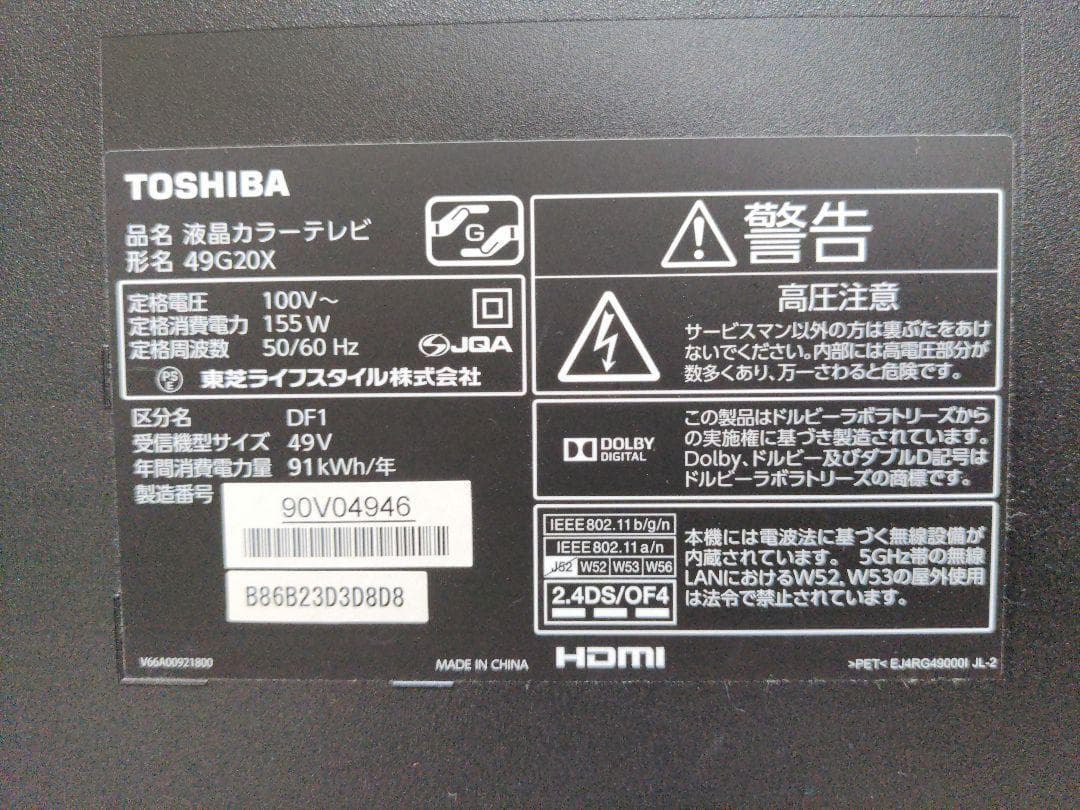 TOSHIBA
品名 液晶カラーテレビ
形名 49G20X
G
定格電圧 100V～
定格消費電力 155W
定格周波数 50/60 Hz
JQA
PS
E
東芝ライフスタイル株式会社
区分名 DF1
受信機型サイズ 49V
年間消費電力量 91kWh/年
製造番号
90V04946
B86B23D3D8D8
V66A00921800
MADE IN CHINA
警告
高圧注意
サービスマン以外の方は裏ぶたをあけ
ないでください。内部には高電圧部分が
数多くあり、万一さわると危険です。
DOLBY
DIGITAL
この製品はドルビーラボラトリーズから
の実施権に基づき製造されています。
Dolby、ドルビー及びダブルD記号は
ドルビーラボラトリーズの商標です。
IEEE802.11b/g/n
IEEE802.11a/n
J52 W52 W53 W56
2.4DS/OF4
本機には電波法に基づく無線設備が
内蔵されています。 5GHz帯の無線
LANにおけるW52、W53の屋外使用
は法令で禁止されています。
HDMI
>PET< EJ4RG49000I JL-2